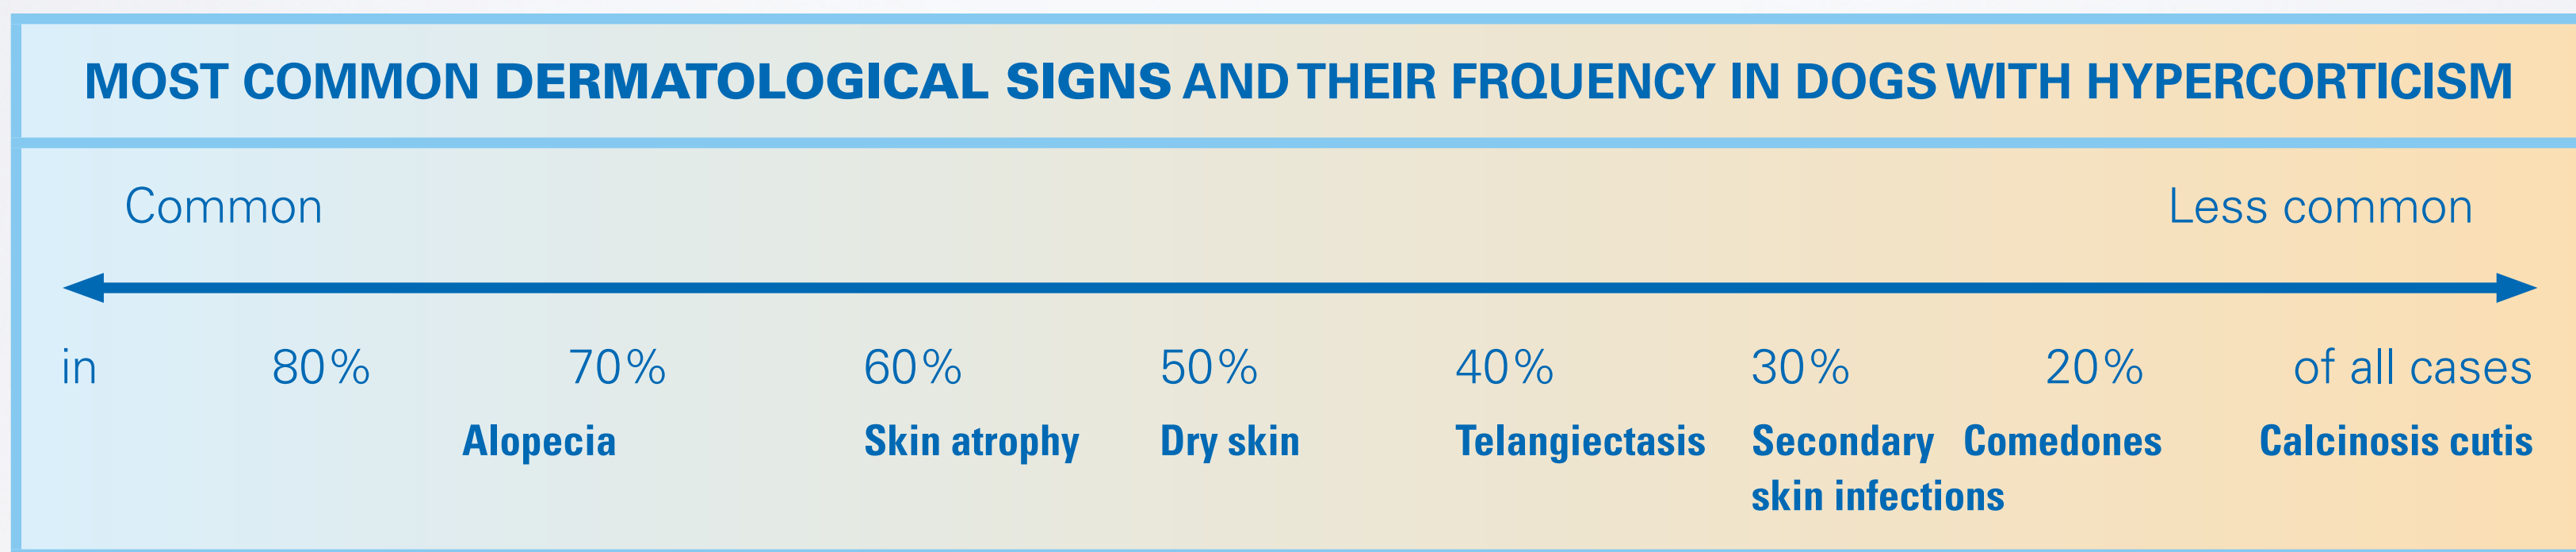 MOST COMMON DERMATOLOGICAL SIGNS AND THEIR FRQUENCY IN DOGS WITH HYPERCORTICISM
Common Less common
in 80% 70% 60% 50% 40% 30% 20% of all cases
Alopecia Skin atrophy Dry skin Telangiectasis Secondary Comedones Calcinosis cutis
skin infections